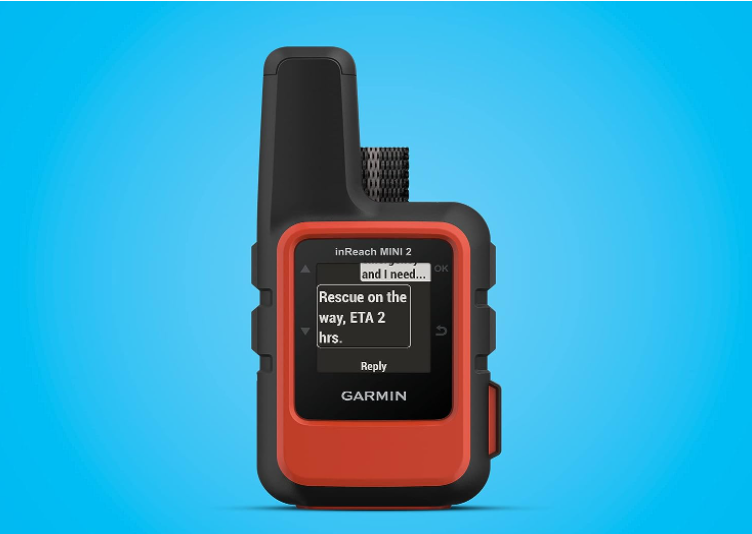 inReach MINI 2
and I need...
OK
Rescue on the
way, ETA 2
hrs.
Reply
GARMIN